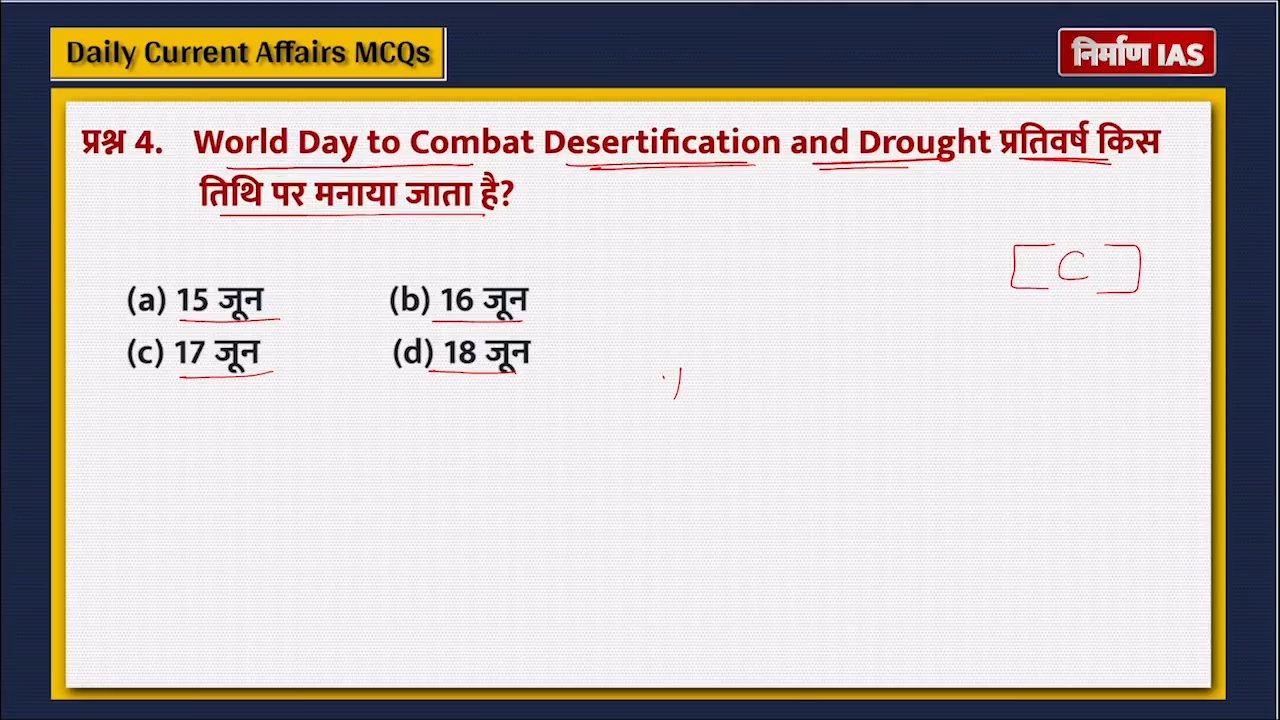 Daily Current Affairs MCQs
निर्माण IAS
प्रश्न 4. World Day to Combat Desertification and Drought प्रतिवर्ष किस
तिथि पर मनाया जाता है?
[C]
(a) 15 जून (b) 16 जून
(c) 17 जून (d) 18 जून